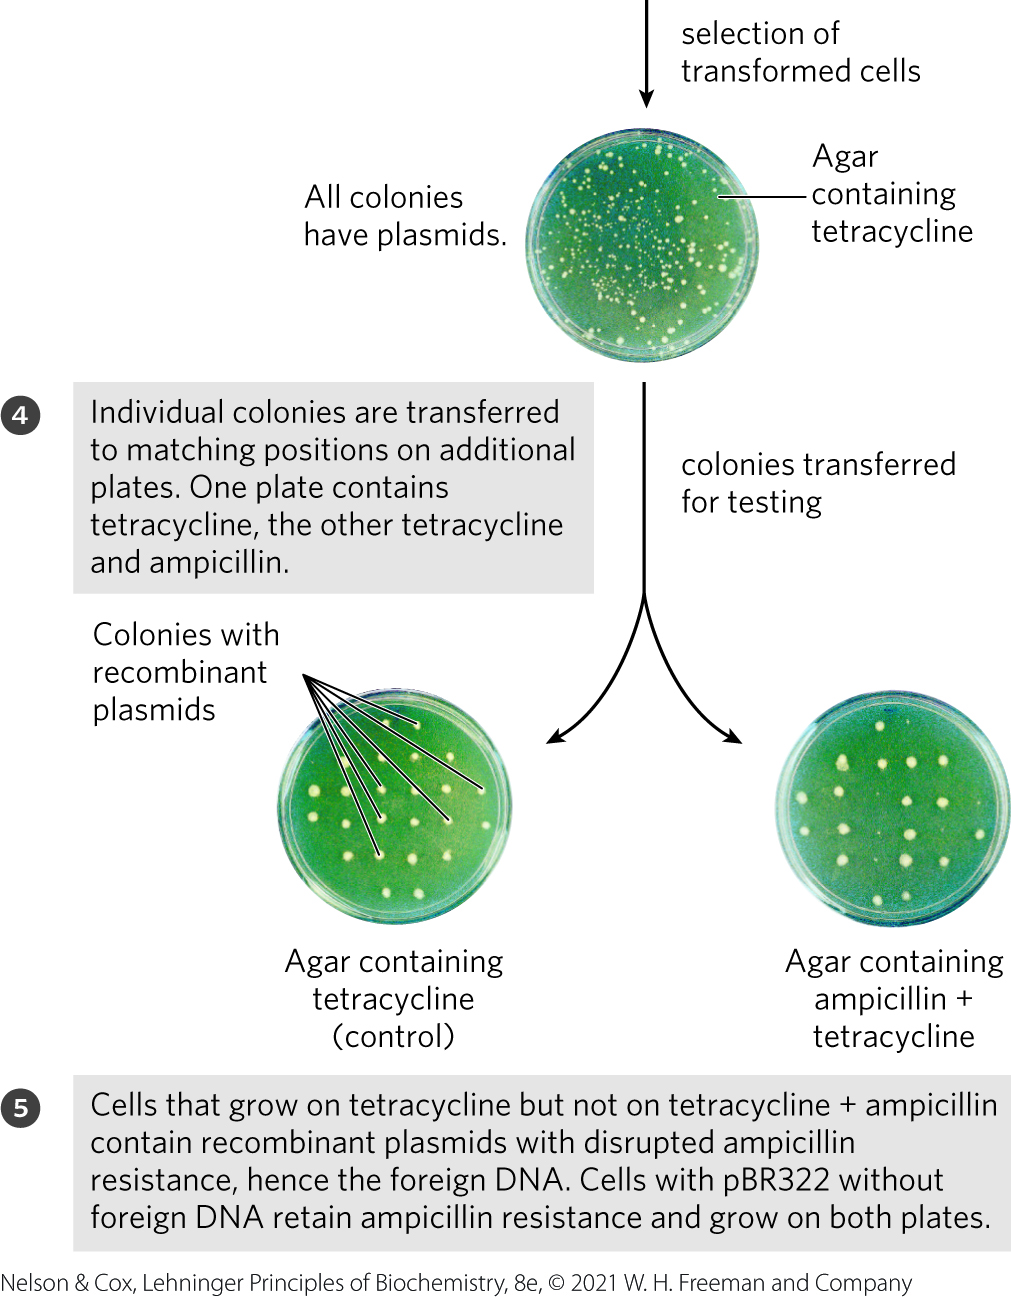 selection of
transformed cells
Agar
containing
tetracycline
All colonies
have plasmids.
4
Individual colonies are transferred
to matching positions on additional
plates. One plate contains
tetracycline, the other tetracycline
and ampicillin.
colonies transferred
for testing
Colonies with
recombinant
plasmids
Agar containing
tetracycline
(control)
Agar containing
ampicillin +
tetracycline
5
Cells that grow on tetracycline but not on tetracycline + ampicillin
contain recombinant plasmids with disrupted ampicillin
resistance, hence the foreign DNA. Cells with pBR322 without
foreign DNA retain ampicillin resistance and grow on both plates.
Nelson & Cox, Lehninger Principles of Biochemistry, 8e, © 2021 W. H. Freeman and Company